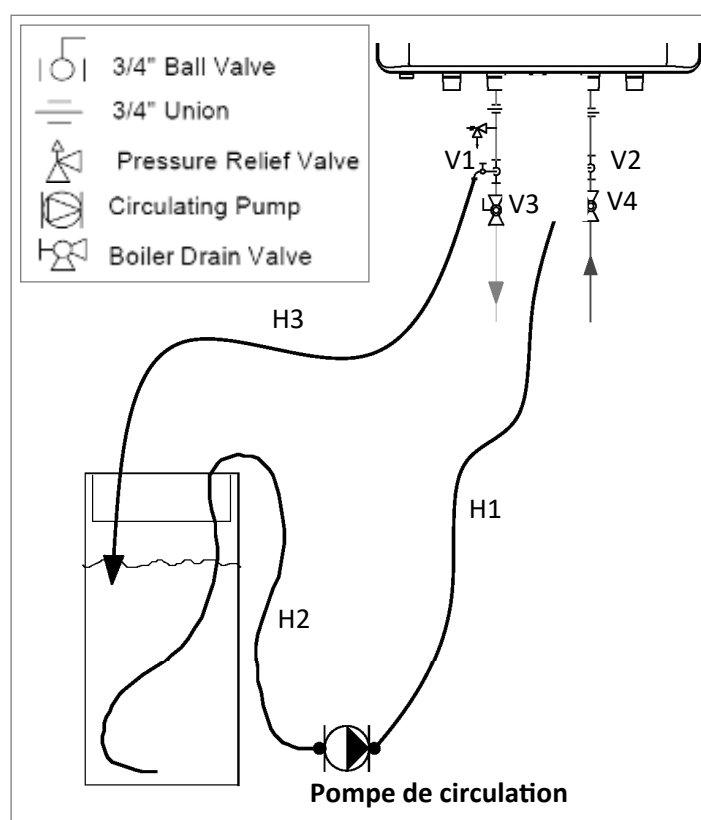 3/4" Ball Valve
3/4" Union
Pressure Relief Valve
Circulating Pump
Boiler Drain Valve
V1
V2
V3
V4
H3
H1
H2
Pompe de circulation